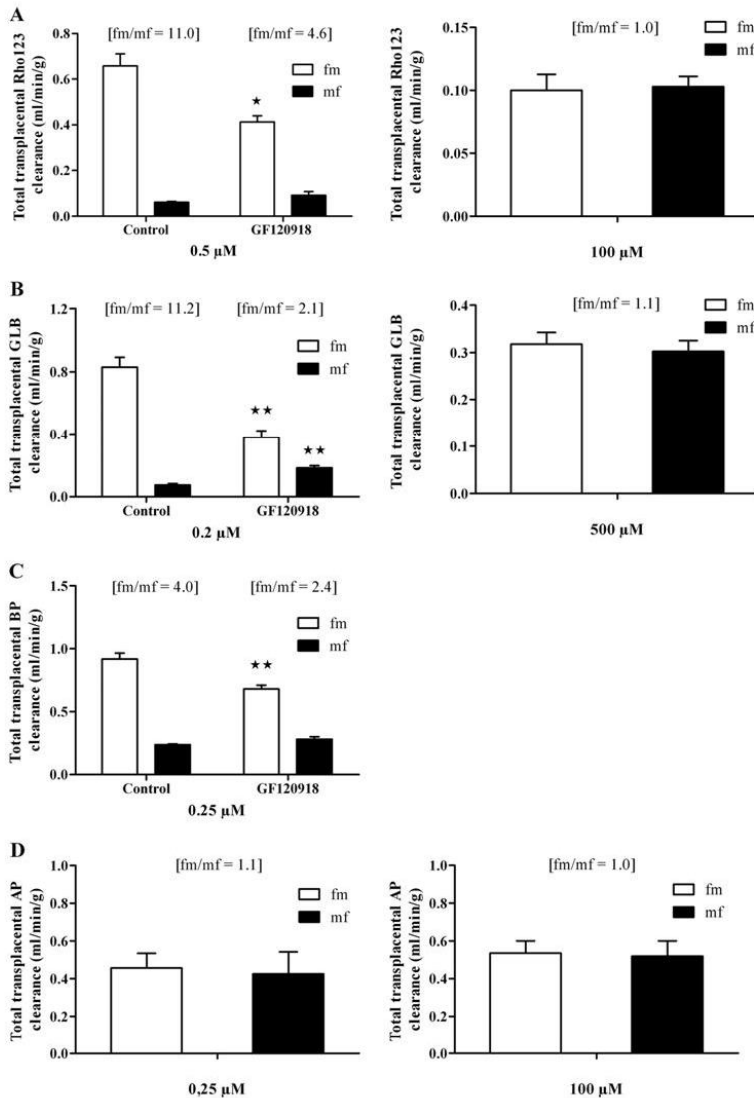 A
Total transplacental Rho123
clearance (ml/min/g)
[fm/mf = 11.0] [fm/mf = 4.6]
0.8
0.6
0.4
0.2
0.0
fm
mf
★
Control GF120918
0.5 µM
Total transplacental Rho123
clearance (ml/min/g)
[fm/mf = 1.0]
0.15
0.10
0.05
0.00
fm
mf
100 µM
B
Total transplacental GLB
clearance (ml/min/g)
[fm/mf = 11.2] [fm/mf = 2.1]
1.2
0.8
0.4
0.0
fm
mf
★★
★★
Control GF120918
0.2 µM
Total transplacental GLB
clearance (ml/min/g)
[fm/mf = 1.1]
0.4
0.3
0.2
0.1
0.0
fm
mf
500 µM
C
Total transplacental BP
clearance (ml/min/g)
[fm/mf = 4.0] [fm/mf = 2.4]
1.5
1.0
0.5
0.0
fm
mf
★★
Control GF120918
0.25 µM
D
Total transplacental AP
clearance (ml/min/g)
[fm/mf = 1.1]
1.0
0.8
0.6
0.4
0.2
0.0
fm
mf
0,25 µM
Total transplacental AP
clearance (ml/min/g)
[fm/mf = 1.0]
1.0
0.8
0.6
0.4
0.2
0.0
fm
mf
100 µM